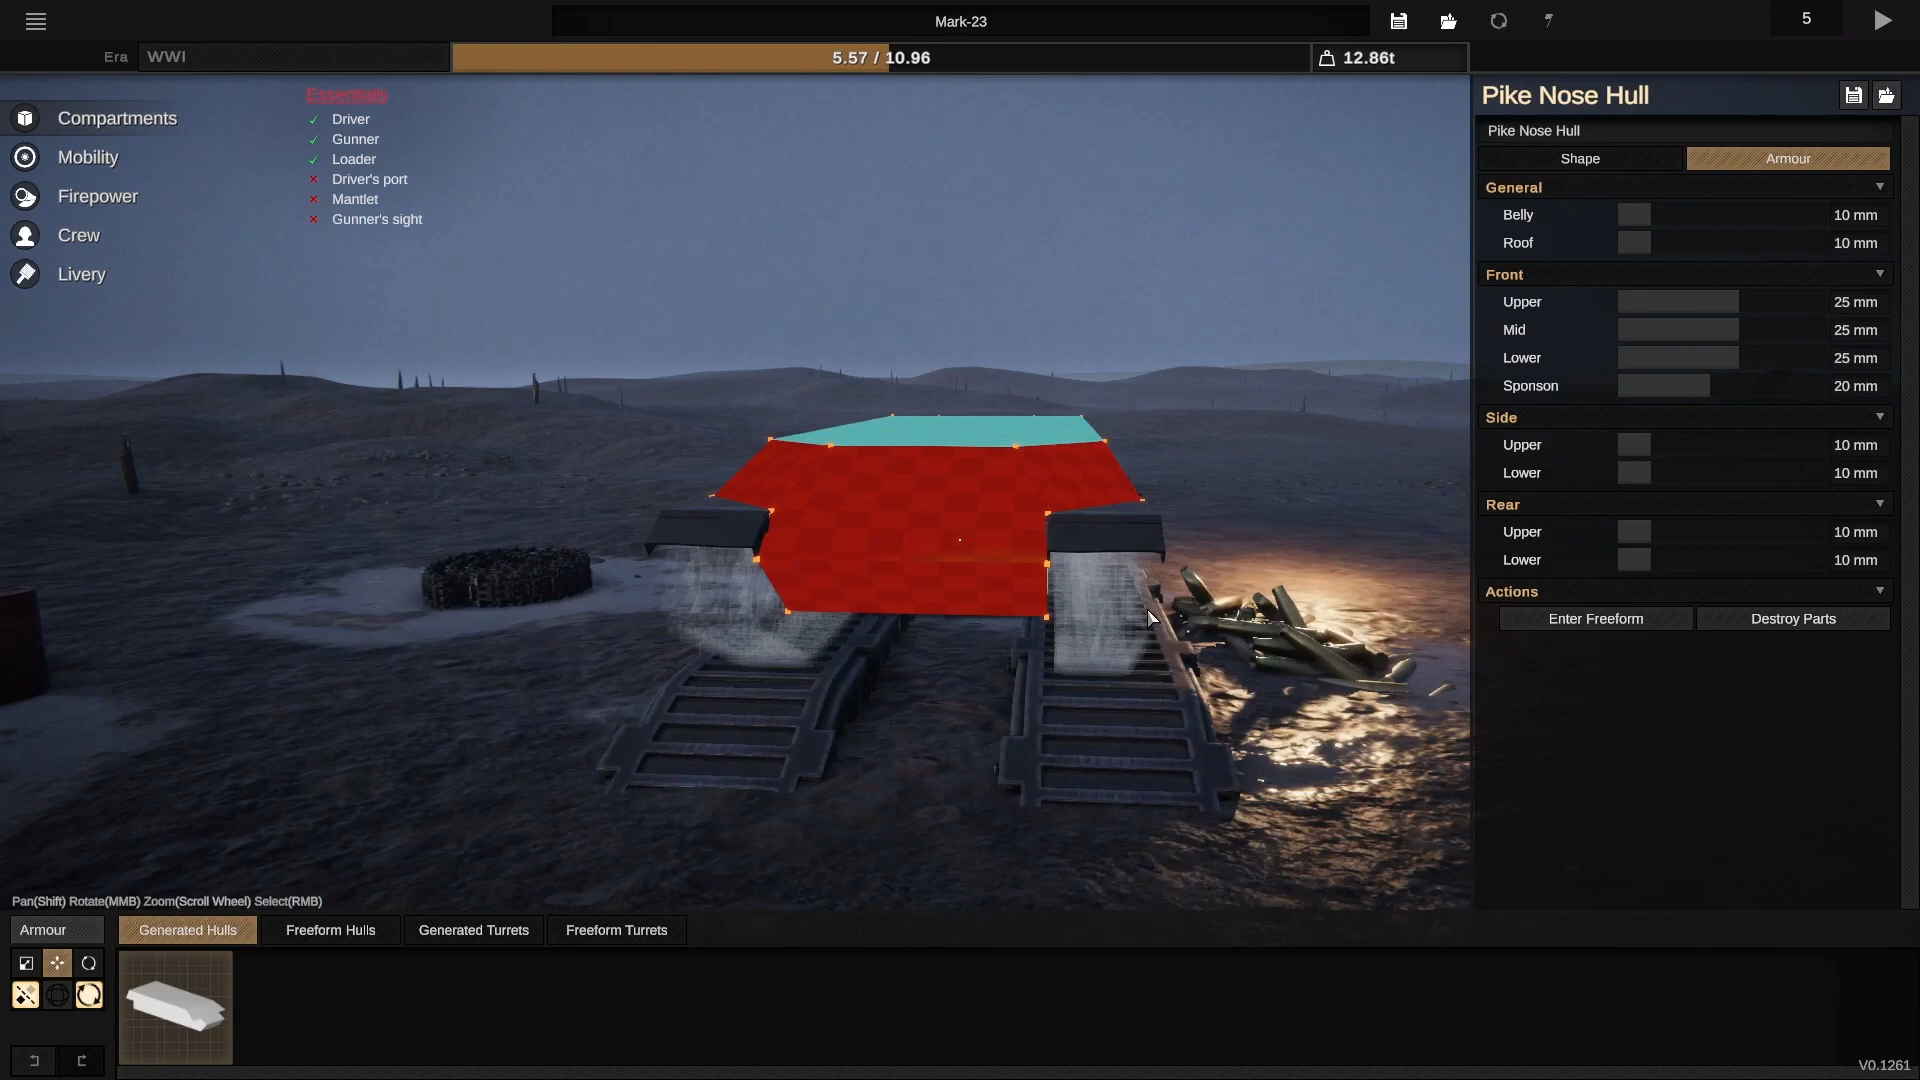 Mark-23
5
Era WWI
5.57 / 10.96
12.86t
Compartments
Mobility
Firepower
Crew
Livery
Essentials
✓ Driver
✓ Gunner
✓ Loader
✗ Driver's port
✗ Mantlet
✗ Gunner's sight
Pike Nose Hull
Pike Nose Hull
Shape Armour
General
Belly 10 mm
Roof 10 mm
Front
Upper 25 mm
Mid 25 mm
Lower 25 mm
Sponson 20 mm
Side
Upper 10 mm
Lower 10 mm
Rear
Upper 10 mm
Lower 10 mm
Actions
Enter Freeform Destroy Parts
Pan(Shift) Rotate(MMB) Zoom(Scroll Wheel) Select(RMB)
Armour Generated Hulls Freeform Hulls Generated Turrets Freeform Turrets
V0.1261